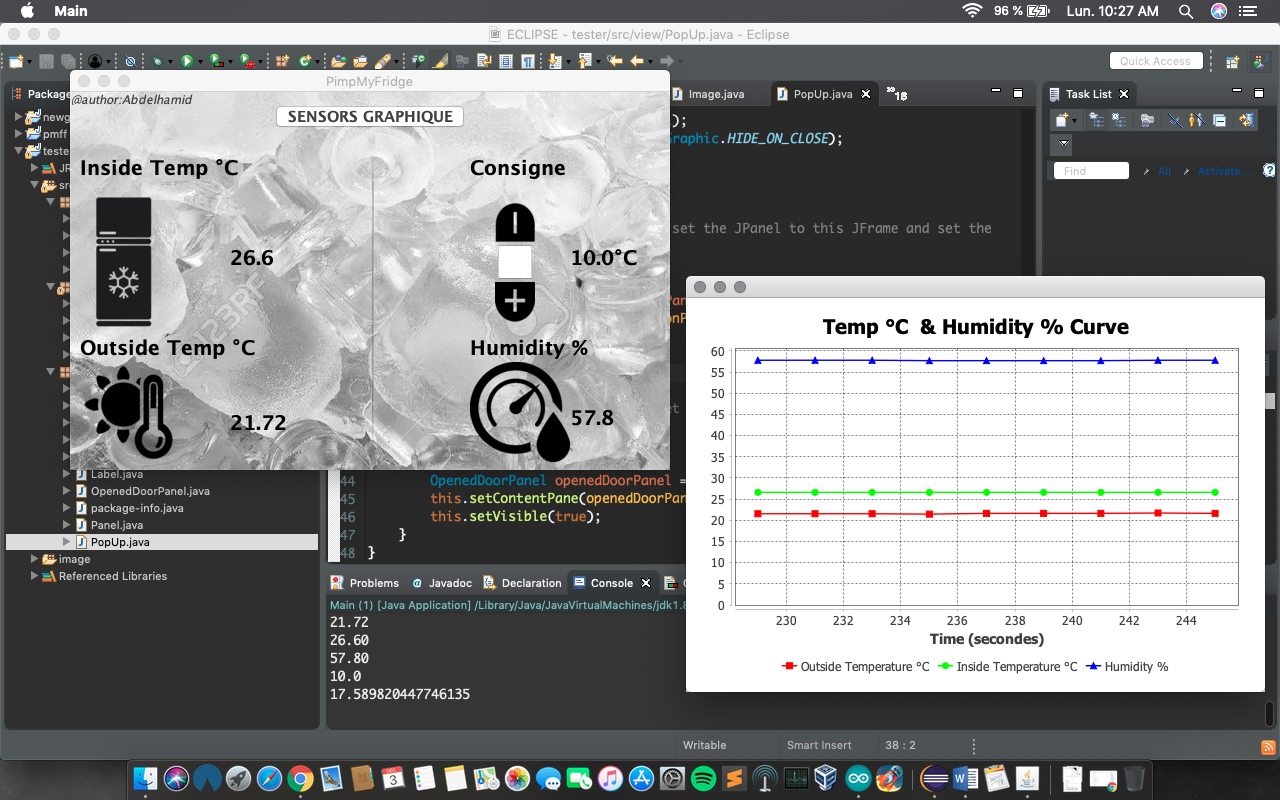 Main
96 %
Lun. 10:27 AM
ECLIPSE - tester/src/view/PopUp.java - Eclipse
Quick Access
PimpMyFridge
@author:Abdelhamid
SENSORS GRAPHIQUE
Inside Temp °C
26.6
Consigne
10.0°C
Outside Temp °C
21.72
Humidity %
57.8
123RF
Packag
newg
pmff
teste
JR
src
Label.java
OpenedDoorPanel.java
package-info.java
Panel.java
PopUp.java
image
Referenced Libraries
Image.java
PopUp.java
Task List
Find
All
Activate...
);
raphic.HIDE_ON_CLOSE);
set the JPanel to this JFrame and set the
44 OpenedDoorPanel openedDoorPanel =
45 this.setContentPane(openedDoorPan
46 this.setVisible(true);
47 }
48 }
Problems
Javadoc
Declaration
Console
Main (1) [Java Application] /Library/Java/JavaVirtualMachines/jdk1.8
21.72
26.60
57.80
10.0
17.589820447746135
Temp °C & Humidity % Curve
60
55
50
45
40
35
30
25
20
15
10
5
0
230 232 234 236 238 240 242 244
Time (secondes)
Outside Temperature °C Inside Temperature °C Humidity %
Writable
Smart Insert
38 : 2
3